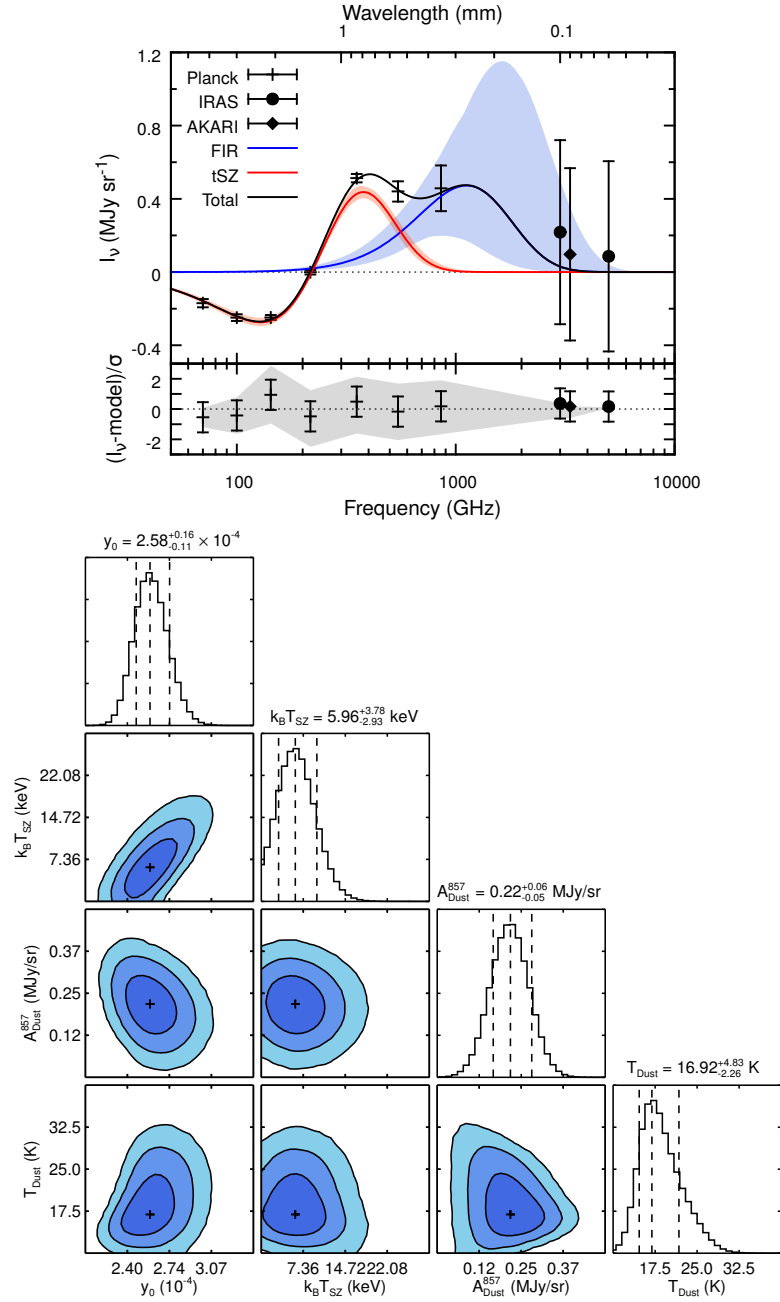 Wavelength (mm)
1 0.1
Planck
IRAS
AKARI
FIR
tSZ
Total
I_ν (MJy sr^-1)
1.2
0.8
0.4
0
-0.4
(I_ν-model)/σ
2
0
-2
100 1000 10000
Frequency (GHz)
y_0 = 2.58^{+0.16}_{-0.11} × 10^-4
k_B T_SZ = 5.96^{+3.78}_{-2.93} keV
k_B T_SZ (keV)
22.08
14.72
7.36
A^{857}_{Dust} = 0.22^{+0.06}_{-0.05} MJy/sr
A^{857}_{Dust} (MJy/sr)
0.37
0.25
0.12
T_Dust = 16.92^{+4.83}_{-2.26} K
T_Dust (K)
32.5
25.0
17.5
2.40 2.74 3.07
y_0 (10^-4)
7.36 14.72 22.08
k_B T_SZ (keV)
0.12 0.25 0.37
A^{857}_{Dust} (MJy/sr)
17.5 25.0 32.5
T_Dust (K)